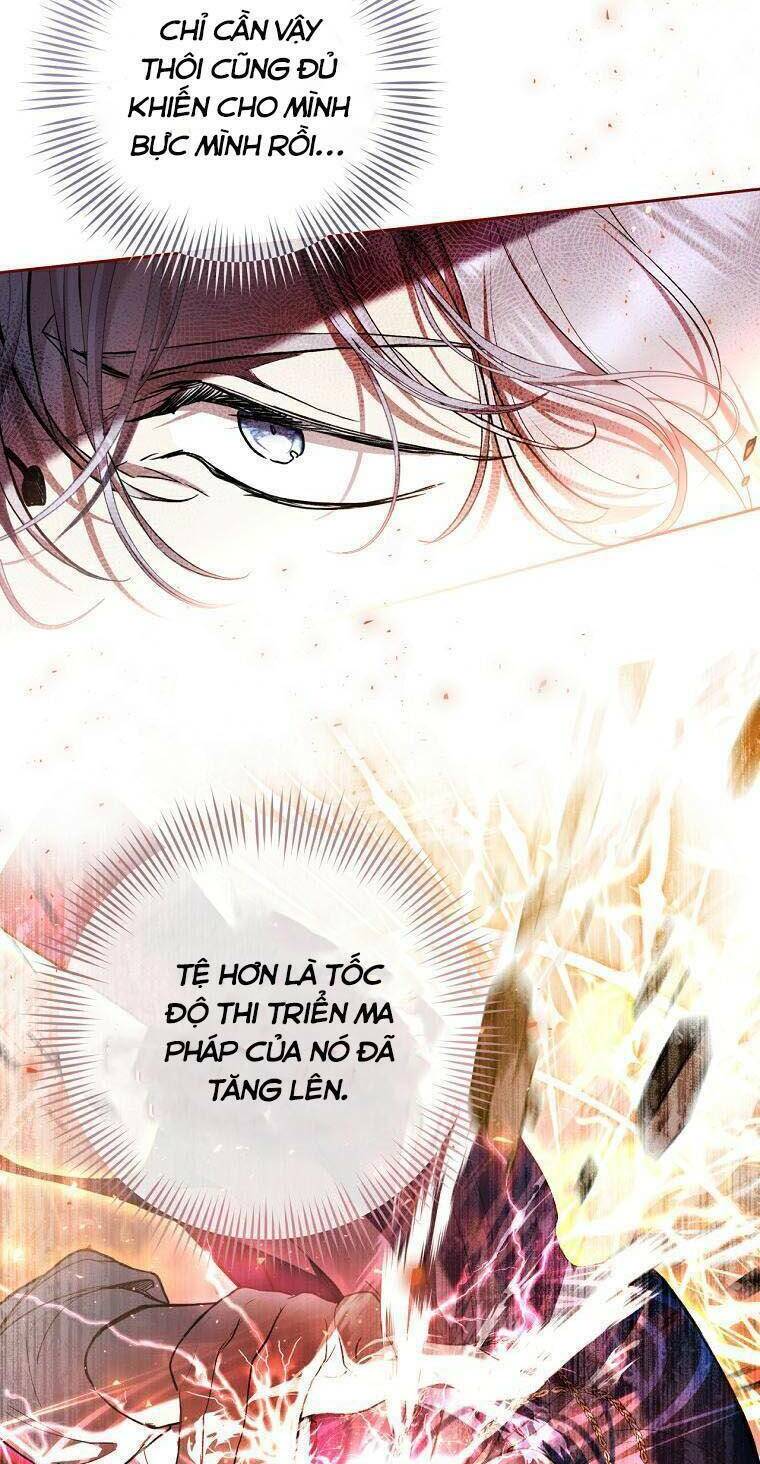 CHỈ CẦN VẬY
THÔI CŨNG ĐỦ
KHIẾN CHO MÌNH
BỰC MÌNH RỒI...
TỆ HƠN LÀ TỐC
ĐỘ THI TRIỂN MA
PHÁP CỦA NÓ ĐÃ
TĂNG LÊN.